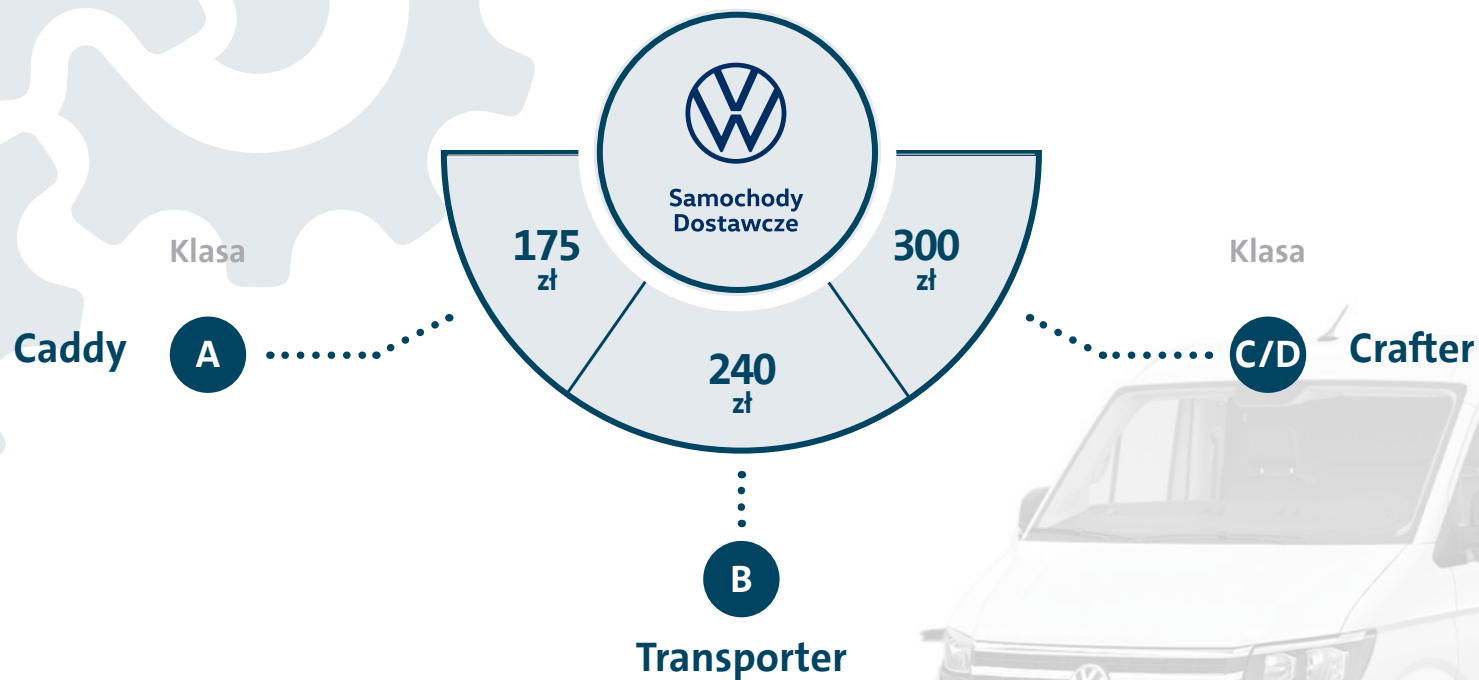 Samochody
Dostawcze
175
zł
300
zł
240
zł
Klasa
Caddy
A
Klasa
C/D
Crafter
B
Transporter